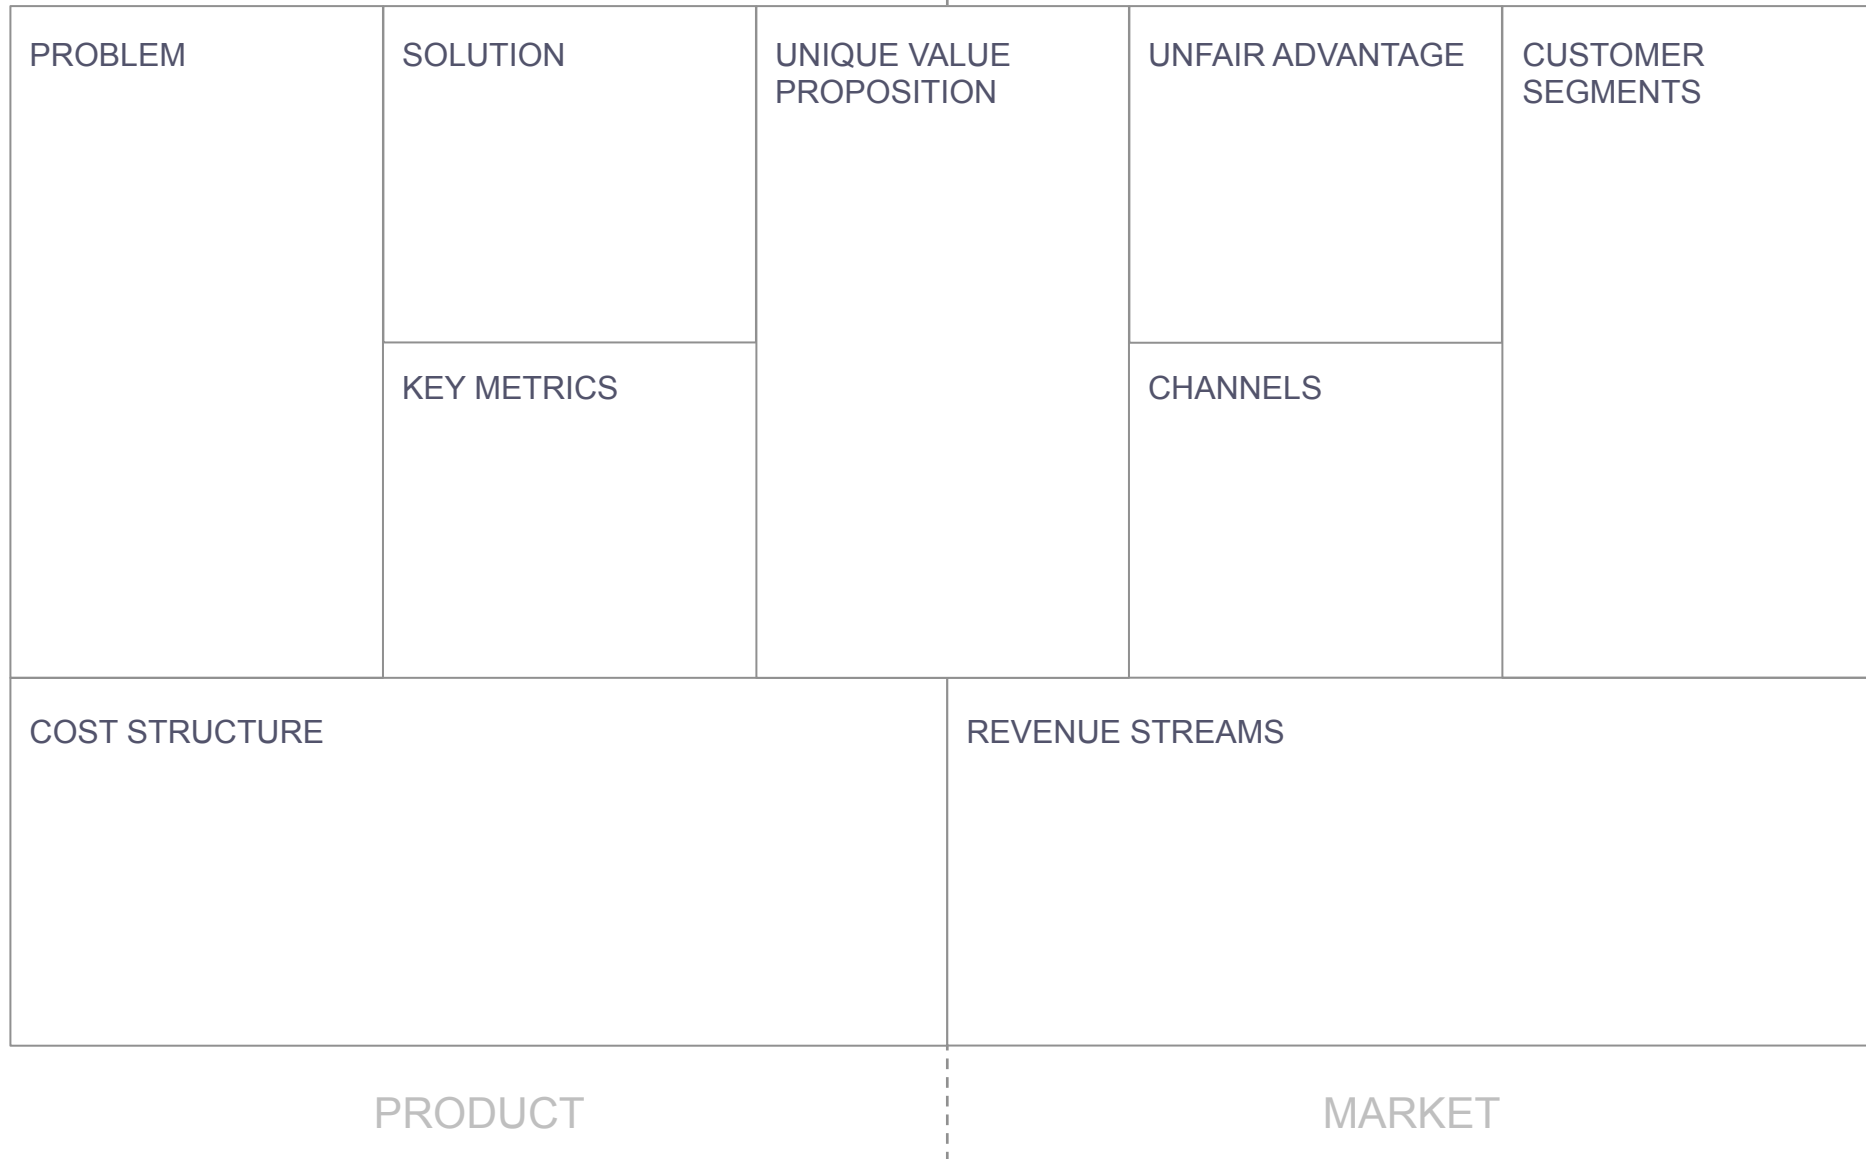 PROBLEM
SOLUTION
KEY METRICS
UNIQUE VALUE
PROPOSITION
UNFAIR ADVANTAGE
CHANNELS
CUSTOMER
SEGMENTS
COST STRUCTURE
REVENUE STREAMS
PRODUCT
MARKET